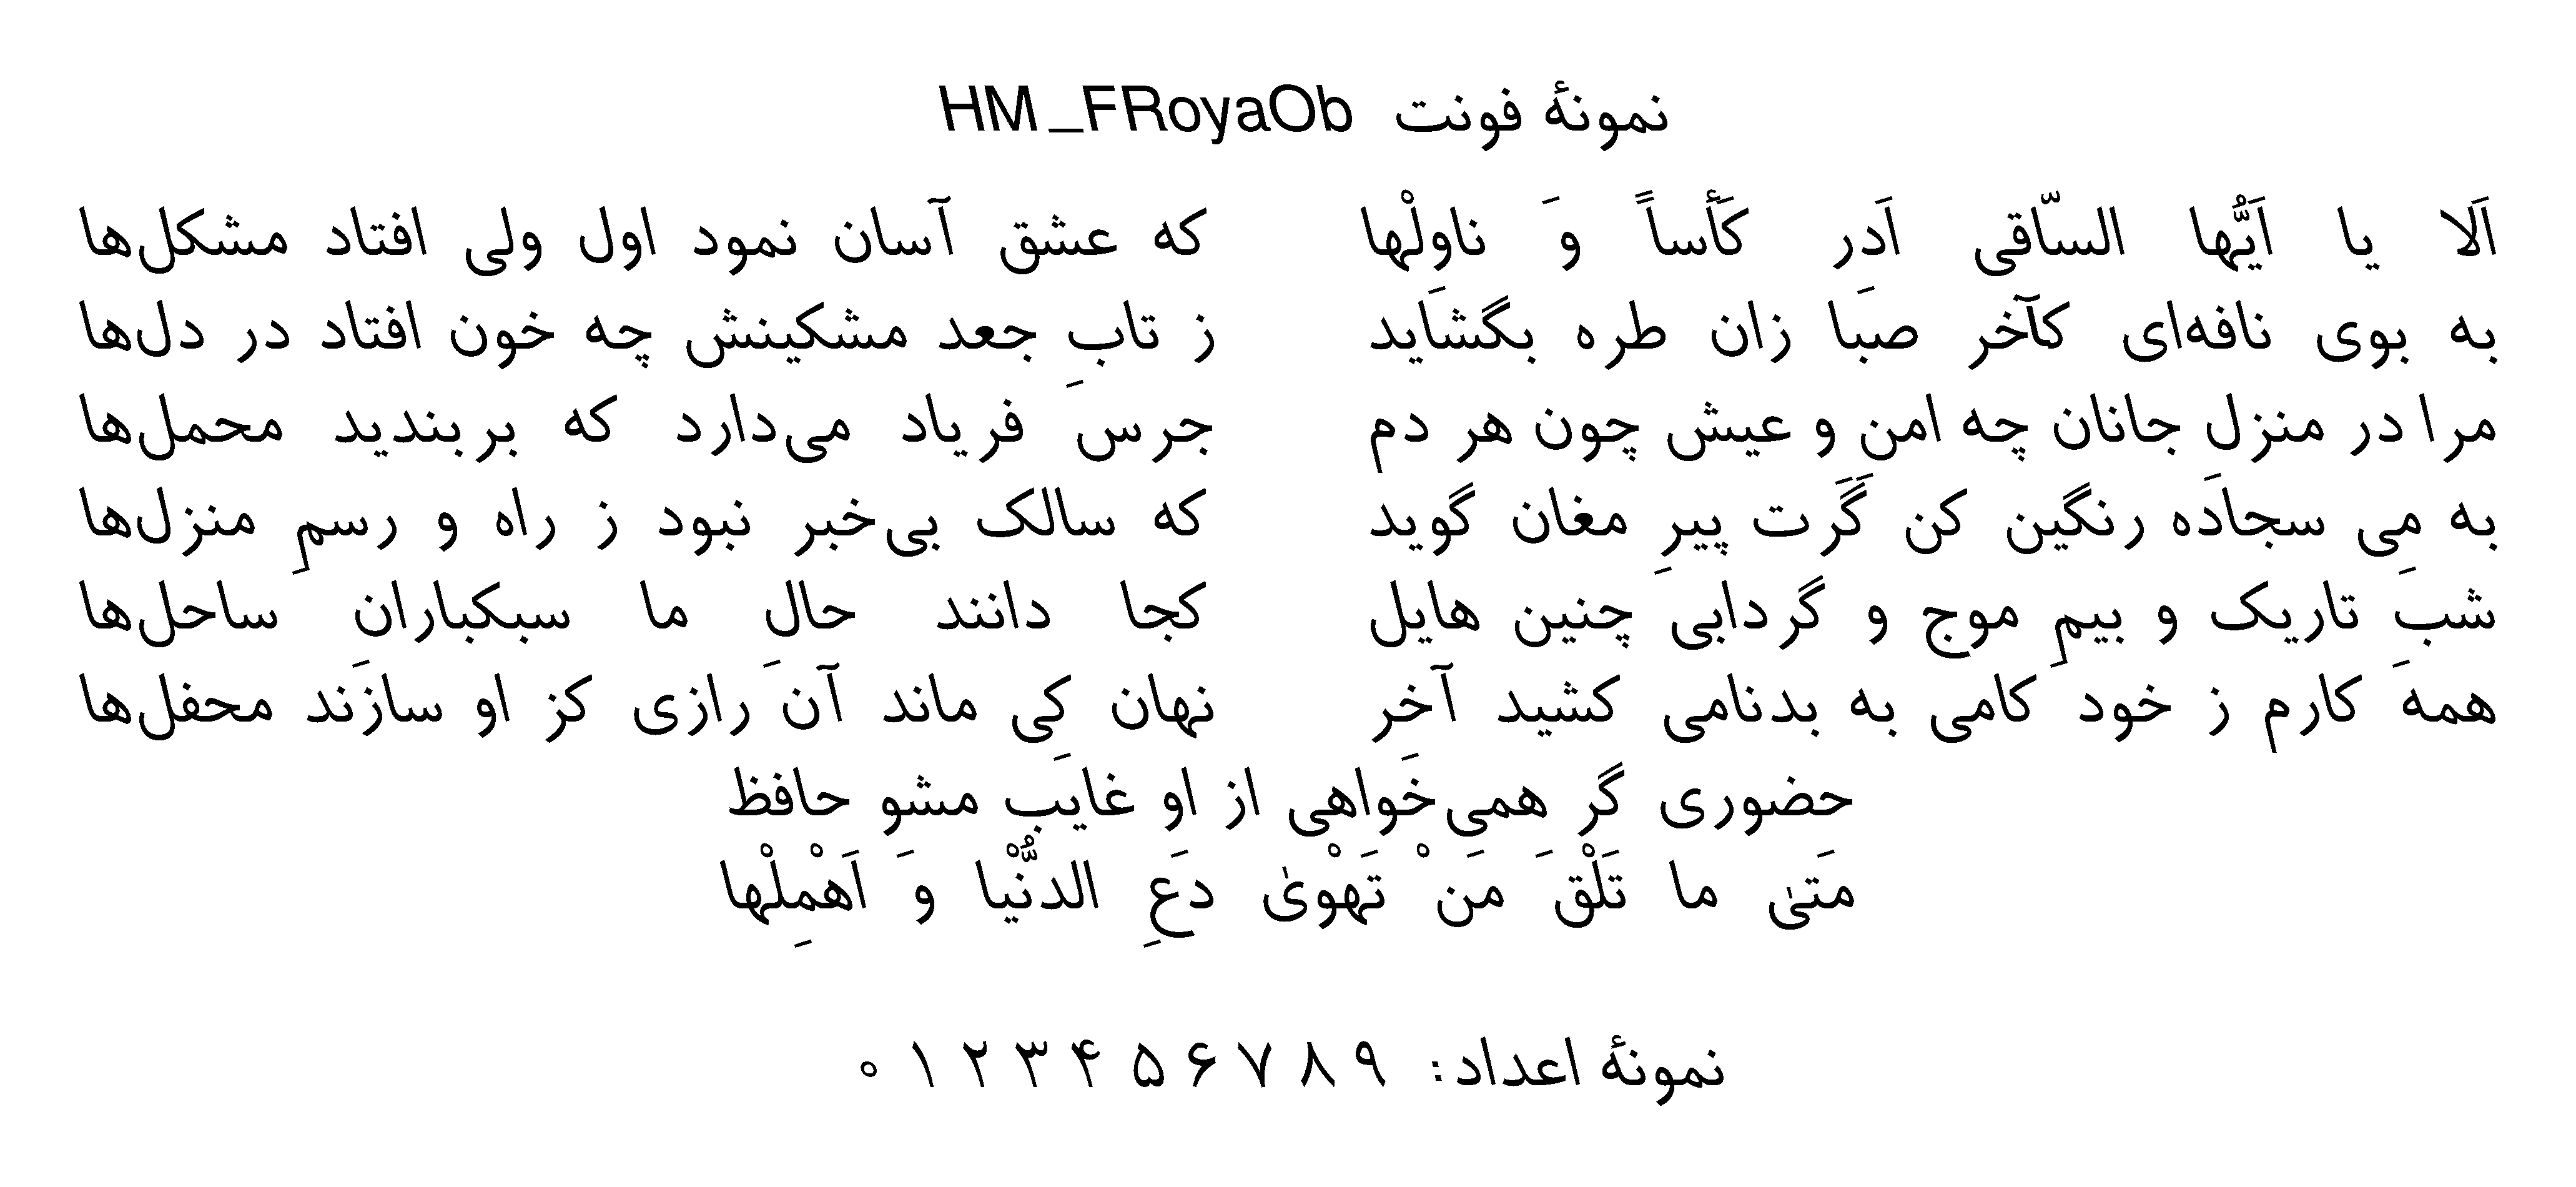 نمونهٔ فونت HM_FRoyaOb
اَلا یا اَیُّها السّاقی اَدَر کَأساً وَ ناوِلْها که عشق آسان نمود اول ولی افتاد مشکل‌ها
به بوی نافه‌ای کآخر صبا زان طره بگشاید ز تابِ جعد مشکینش چه خون افتاد در دل‌ها
مرا در منزل جانان چه امن و عیش چون هر دم جرس فریاد می‌دارد که بربندید محمل‌ها
به مِی سجاده رنگین کن گَرَت پیرِ مغان گوید که سالک بی‌خبر نبود ز راه و رسمِ منزل‌ها
شب تاریک و بیمِ موج و گردابی چنین هایل کجا دانند حالِ ما سبکباران ساحل‌ها
همه کارم ز خود کامی به بدنامی کشید آخر نهان کِی ماند آن رازی کز او سازند محفل‌ها
حضوری گر همی‌خواهی از او غایب مشو حافظ
مَتیٰ ما تَلْقَ مَنْ تَهْویٰ دَعِ الدُّنْیا وَ اَهْمِلْها
نمونهٔ اعداد: ۹ ۸ ۷ ۶ ۵ ۴ ۳ ۲ ۱ ۰